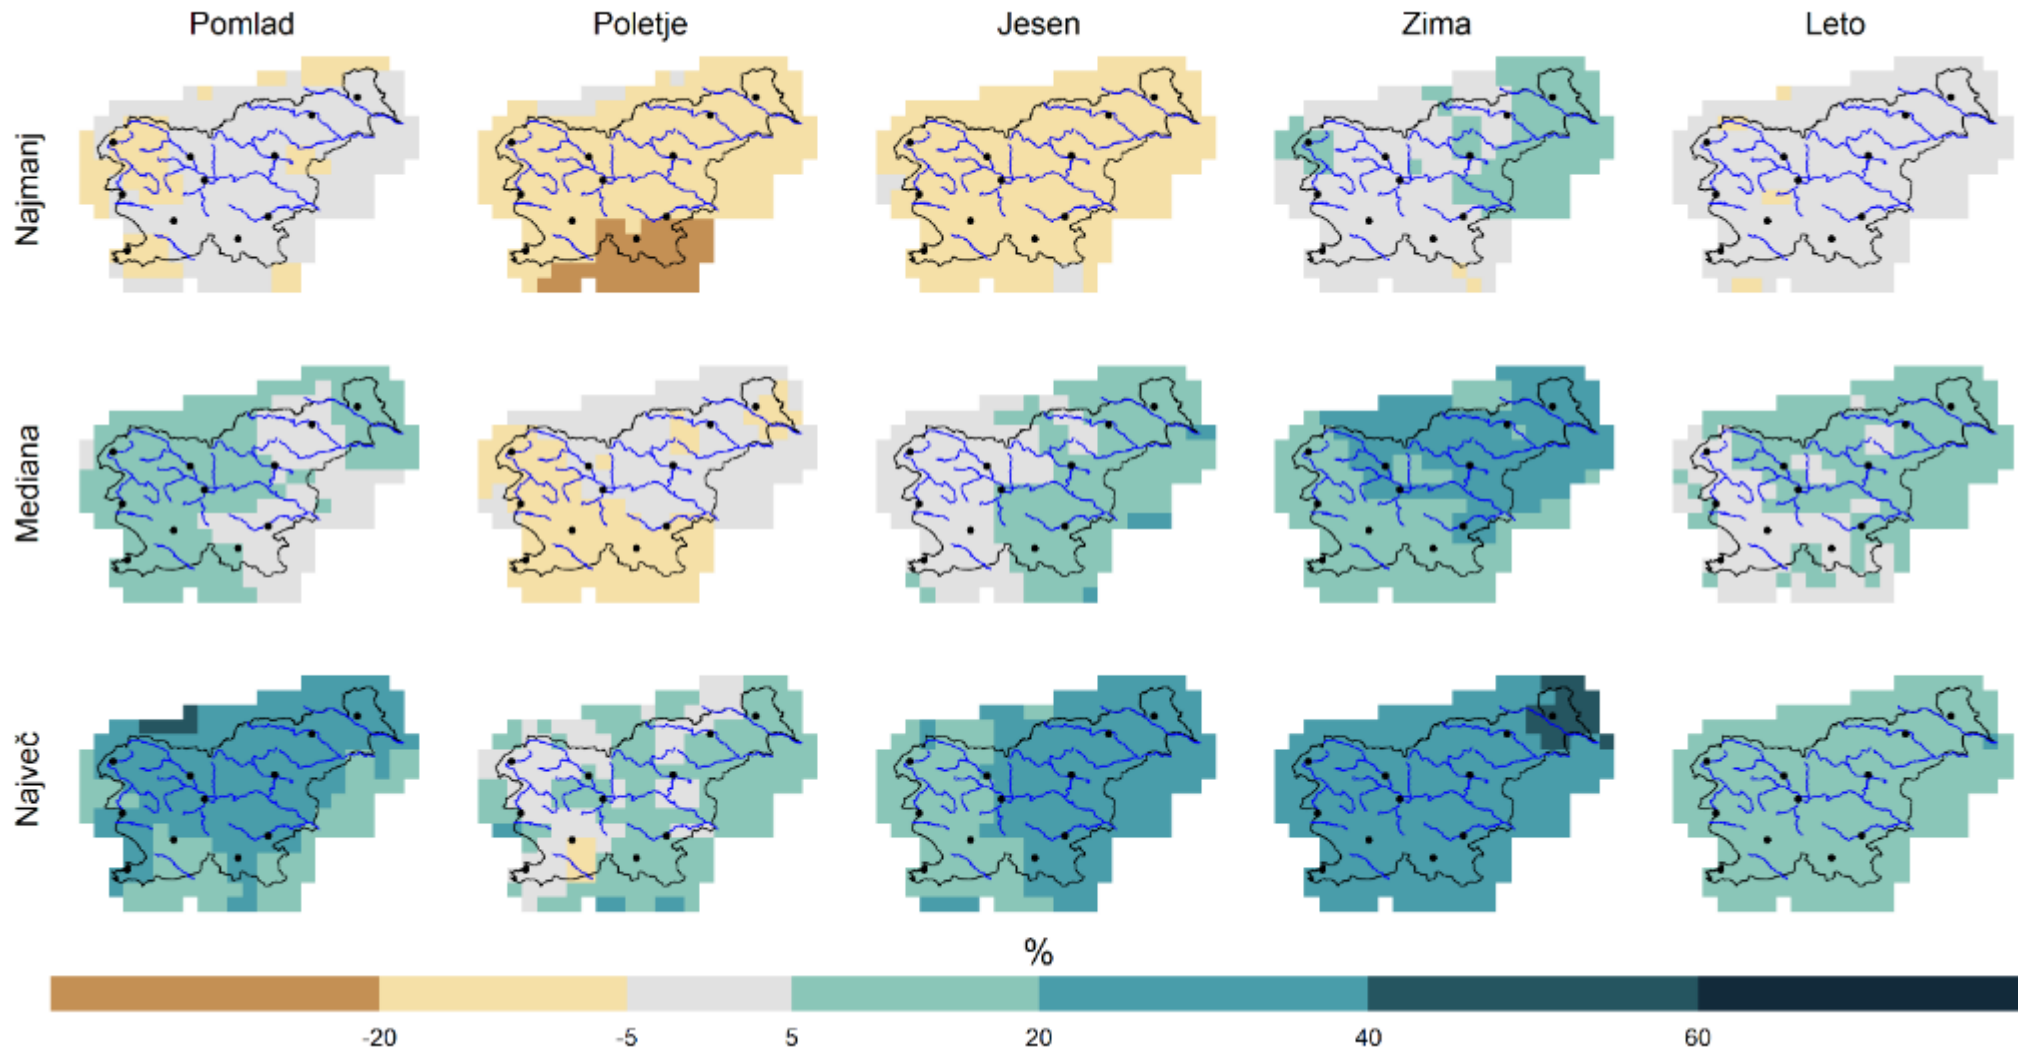 Pomlad Poletje Jesen Zima Leto
Najmanj
Mediana
Največ
%
-20 -5 5 20 40 60